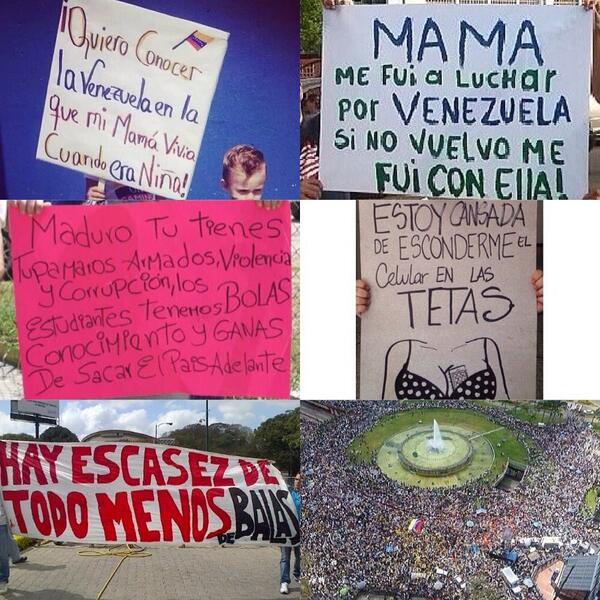 ¡Quiero Conocer
la Venezuela en la
que mi Mamá Vivia
Cuando era Niña!
MAMA
ME FUI a LUCHAR
POR VENEZUELA
SI NO VUELVO ME
FUI CON EllA!
Maduro Tu tienes
Tupamaros Armados, Violencia
y Corrupción, los
Estudiantes Tenemos BOLAS
Conocimiento y GANAS
De Sacar El Pais Adelante
ESTOY CANSADA
DE ESCONDERME EL
Celular EN LAS
TETAS
HAY ESCASEZ DE
TODO MENOS DE BALAS